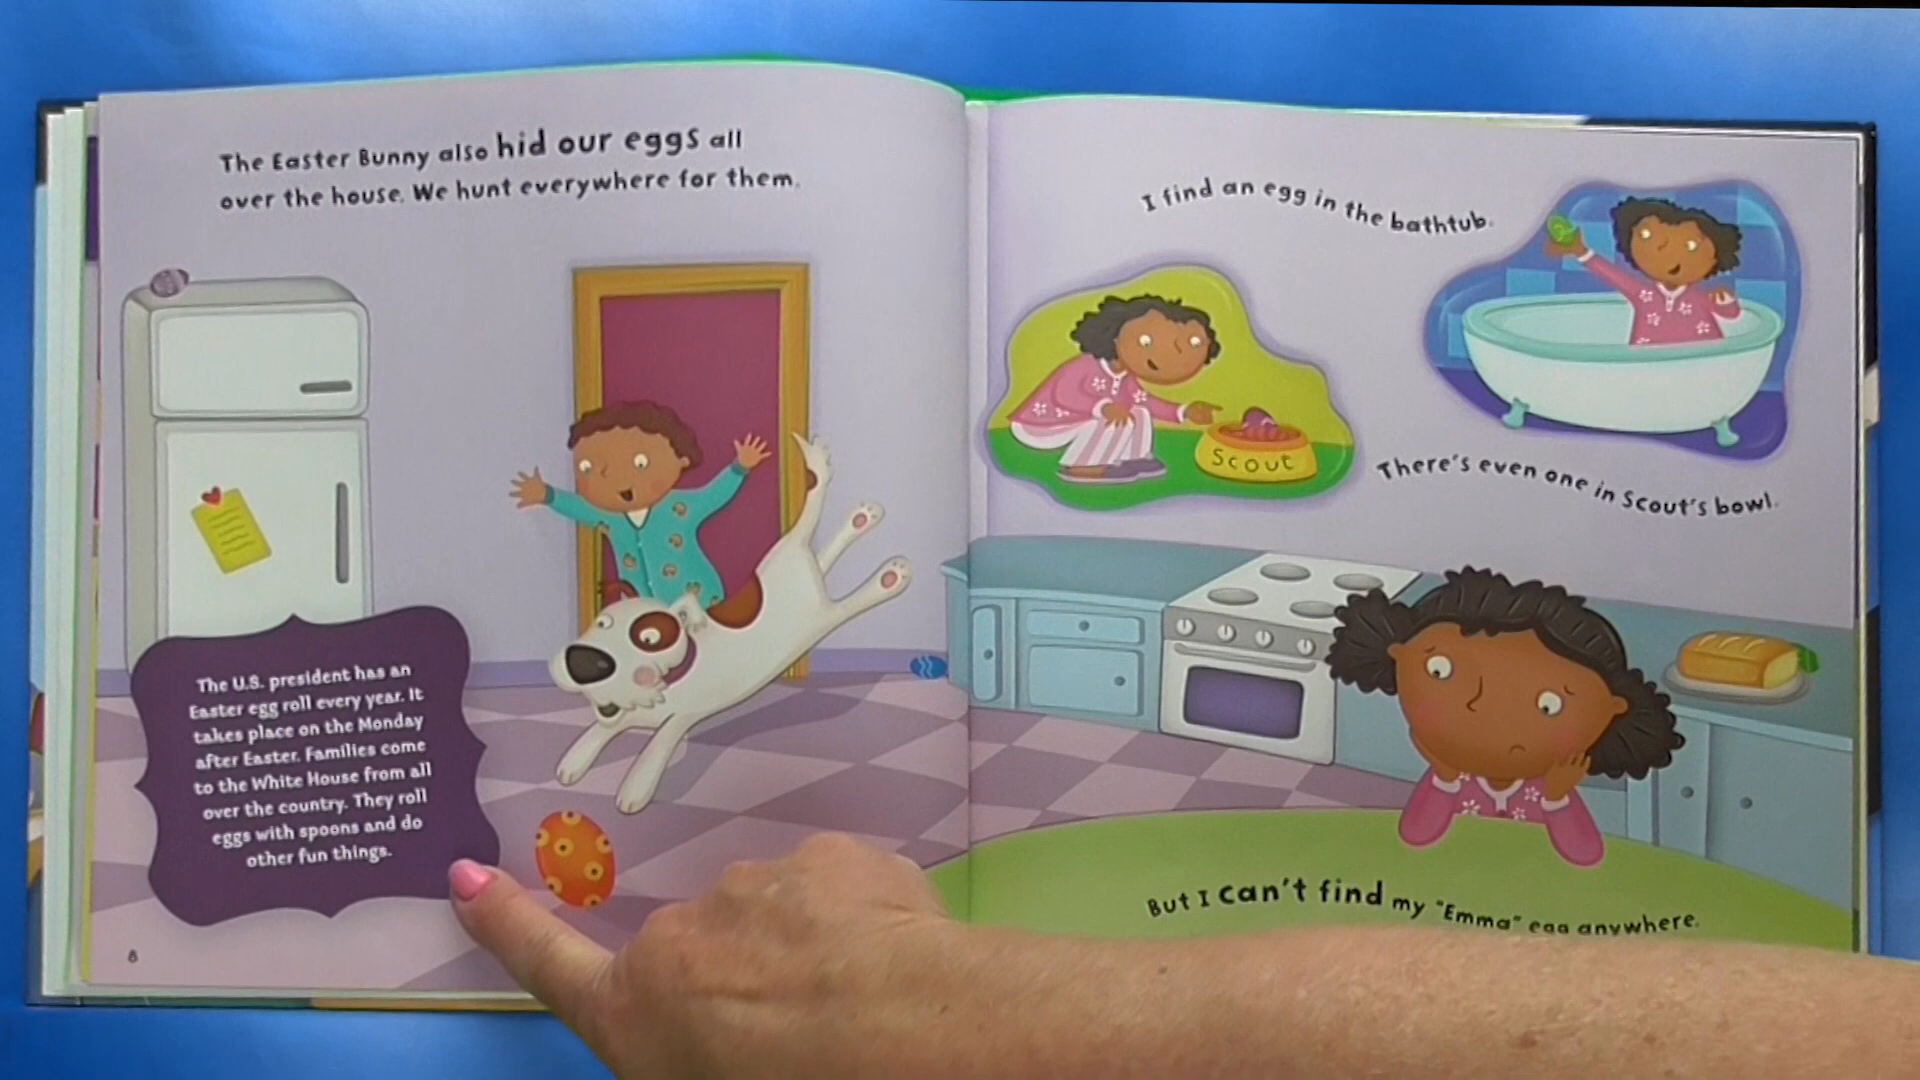 The Easter Bunny also hid our eggs all
over the house. We hunt everywhere for them.
The U.S. president has an
Easter egg roll every year. It
takes place on the Monday
after Easter. Families come
to the White House from all
over the country. They roll
eggs with spoons and do
other fun things.
8
I find an egg in the bathtub.
Scout
There's even one in Scout's bowl.
But I can't find my "Emma" egg anywhere.